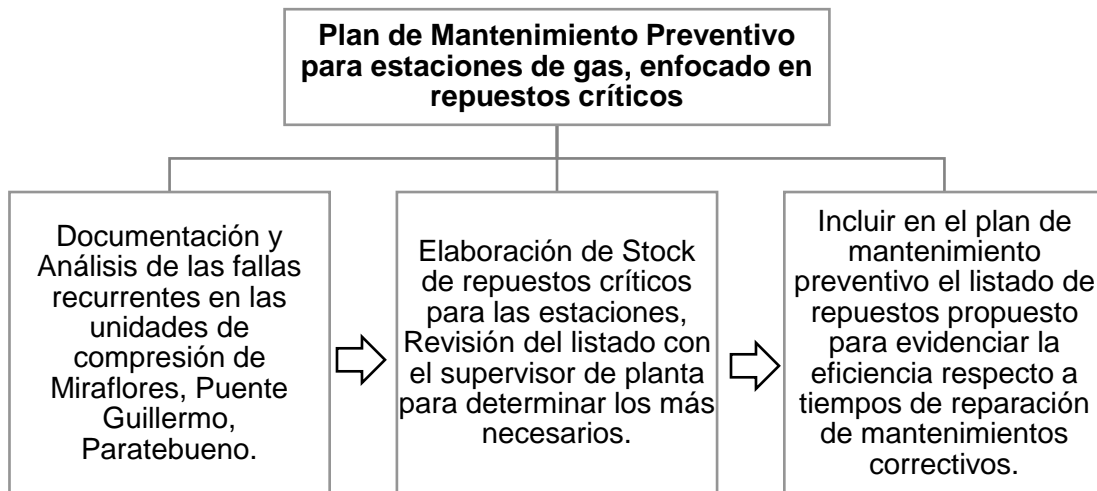 Plan de Mantenimiento Preventivo
para estaciones de gas, enfocado en
repuestos críticos
Documentación y
Análisis de las fallas
recurrentes en las
unidades de
compresión de
Miraflores, Puente
Guillermo,
Paratebueno.
Elaboración de Stock
de repuestos críticos
para las estaciones,
Revisión del listado con
el supervisor de planta
para determinar los más
necesarios.
Incluir en el plan de
mantenimiento
preventivo el listado de
repuestos propuesto
para evidenciar la
eficiencia respecto a
tiempos de reparación
de mantenimientos
correctivos.